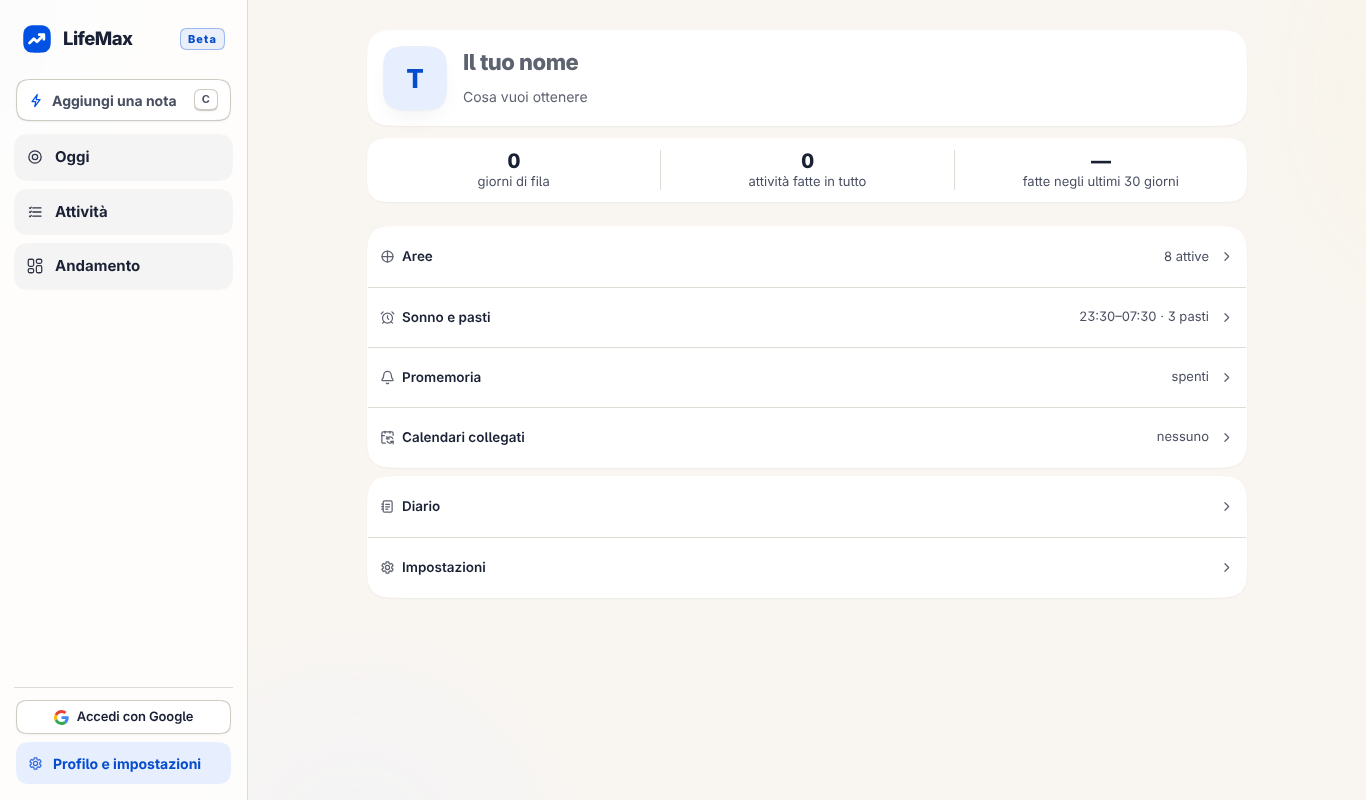 LifeMax
Beta
Aggiungi una nota
C
Oggi
Attività
Andamento
Accedi con Google
Profilo e impostazioni
T
Il tuo nome
Cosa vuoi ottenere
0
giorni di fila
0
attività fatte in tutto
—
fatte negli ultimi 30 giorni
Aree
8 attive
Sonno e pasti
23:30–07:30 · 3 pasti
Promemoria
spenti
Calendari collegati
nessuno
Diario
Impostazioni